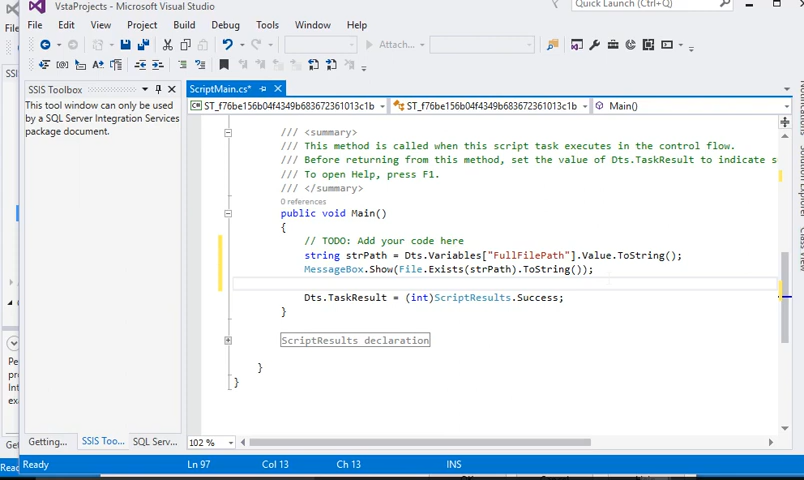 VstaProjects - Microsoft Visual Studio
Quick Launch (Ctrl+Q)
File Edit View Project Build Debug Tools Window Help
Attach...
SSIS Toolbox
This tool window can only be used
by a SQL Server Integration Services
package document.
Getting... SSIS Too... SQL Serv...
ScriptMain.cs*
ST_f76be156b04f4349b683672361013c1b ST_f76be156b04f4349b683672361013c1b Main()
/// <summary>
/// This method is called when this script task executes in the control flow.
/// Before returning from this method, set the value of Dts.TaskResult to indicate s
/// To open Help, press F1.
/// </summary>
0 references
public void Main()
{
// TODO: Add your code here
string strPath = Dts.Variables["FullFilePath"].Value.ToString();
MessageBox.Show(File.Exists(strPath).ToString());
Dts.TaskResult = (int)ScriptResults.Success;
}
ScriptResults declaration
}
}
102 %
Ready Ln 97 Col 13 Ch 13 INS
Notifications
Solution Explorer